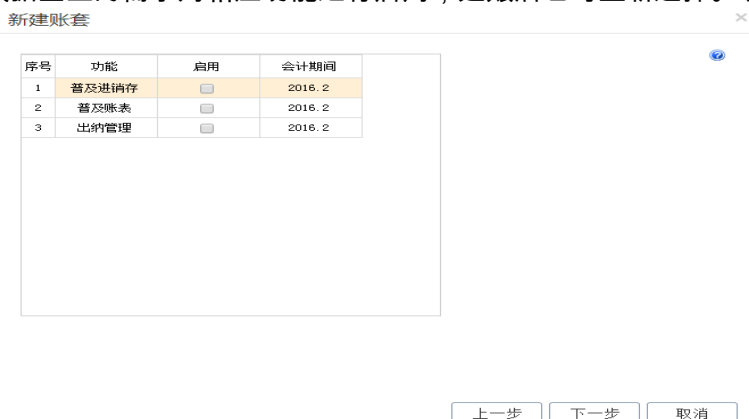 新建账套
序号 功能 启用 会计期间
1 普及进销存 2016.2
2 普及账表 2016.2
3 出纳管理 2016.2
上一步 下一步 取消